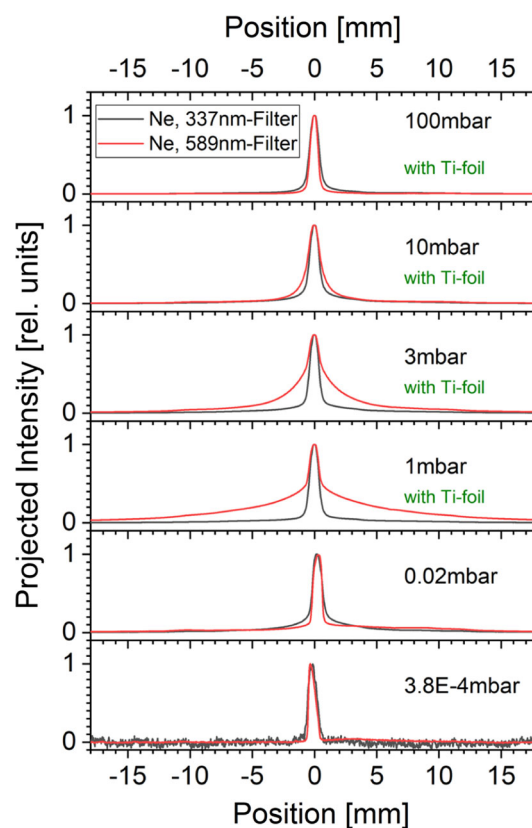 Position [mm]
-15 -10 -5 0 5 10 15
Projected Intensity [rel. units]
1
Ne, 337nm-Filter
Ne, 589nm-Filter
100mbar
with Ti-foil
0
1
10mbar
with Ti-foil
0
1
3mbar
with Ti-foil
0
1
1mbar
with Ti-foil
0
1
0.02mbar
0
1
3.8E-4mbar
0
-15 -10 -5 0 5 10 15
Position [mm]